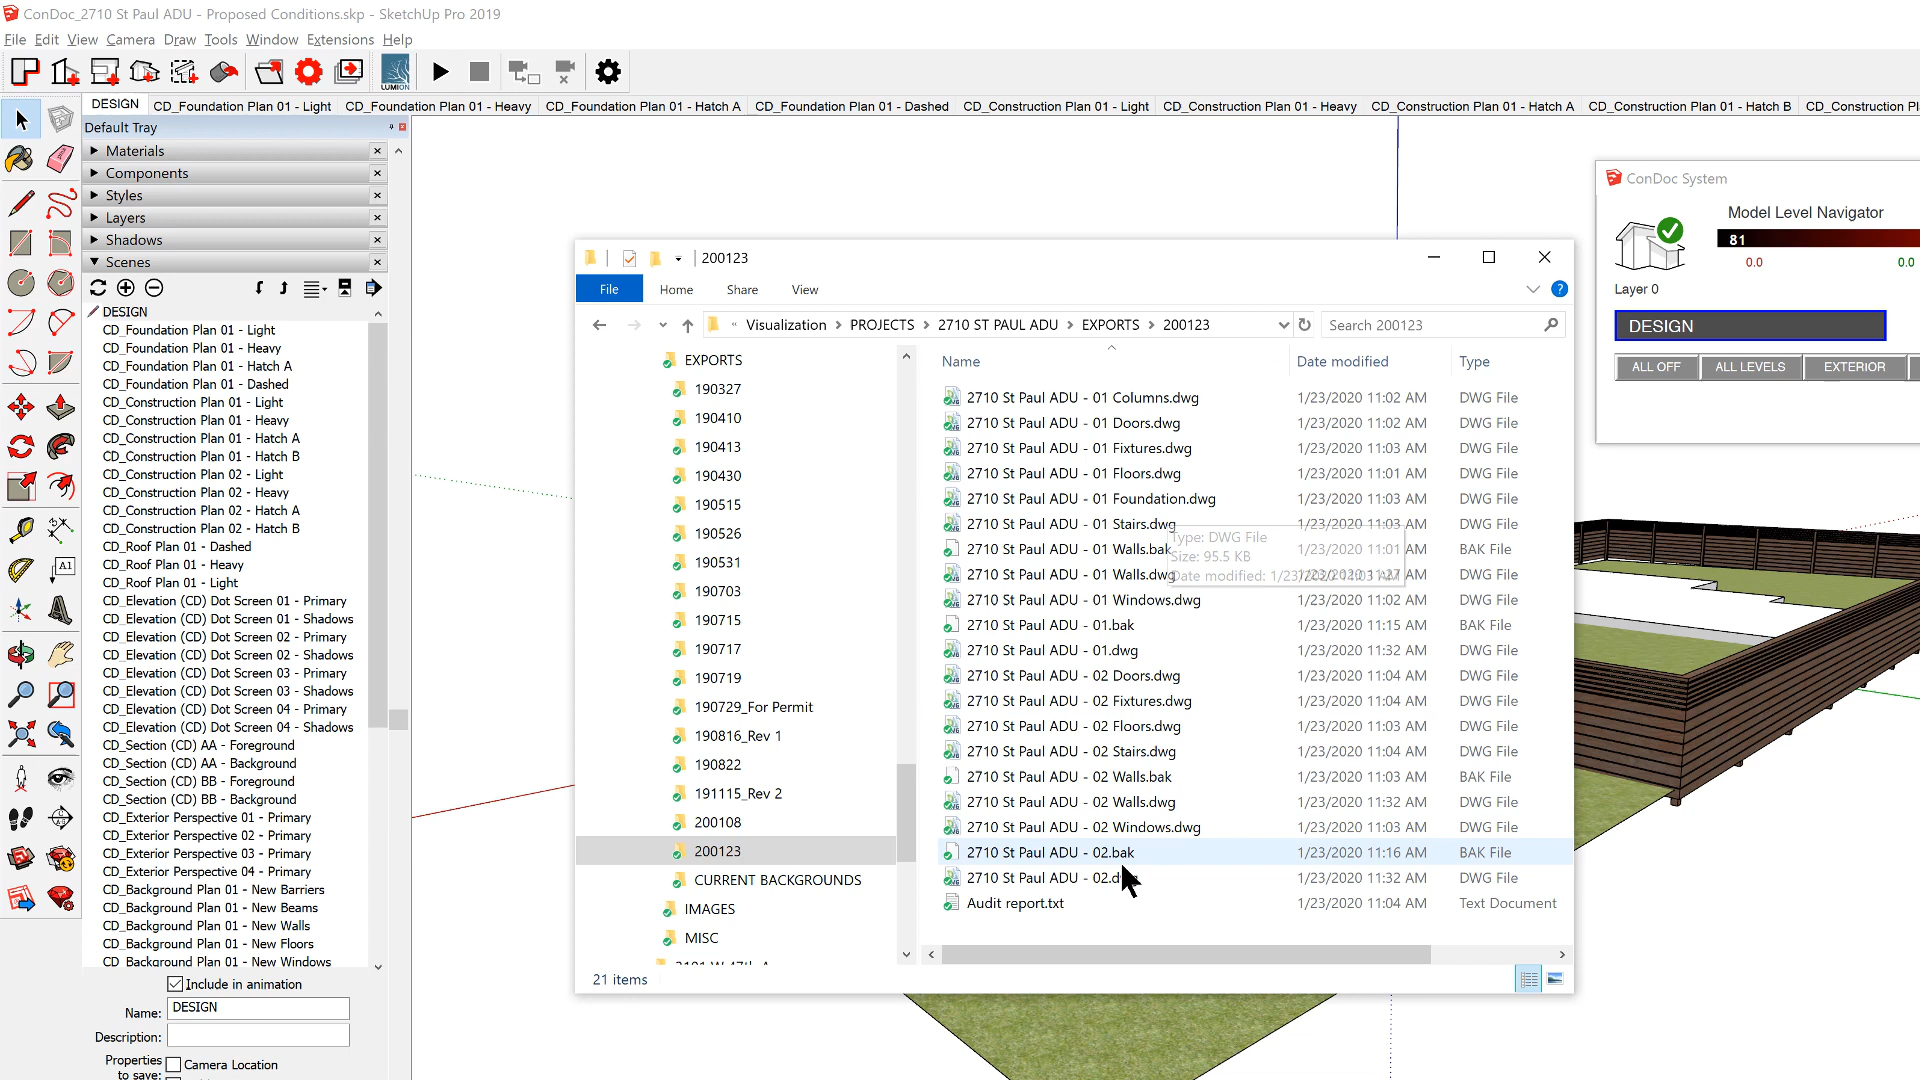 ConDoc_2710 St Paul ADU - Proposed Conditions.skp - SketchUp Pro 2019
File Edit View Camera Draw Tools Window Extensions Help
LUMION
DESIGN CD_Foundation Plan 01 - Light CD_Foundation Plan 01 - Heavy CD_Foundation Plan 01 - Hatch A CD_Foundation Plan 01 - Dashed CD_Construction Plan 01 - Light CD_Construction Plan 01 - Heavy CD_Construction Plan 01 - Hatch A CD_Construction Plan 01 - Hatch B CD_Construction Pl
Default Tray
Materials
Components
Styles
Layers
Shadows
Scenes
DESIGN
CD_Foundation Plan 01 - Light
CD_Foundation Plan 01 - Heavy
CD_Foundation Plan 01 - Hatch A
CD_Foundation Plan 01 - Dashed
CD_Construction Plan 01 - Light
CD_Construction Plan 01 - Heavy
CD_Construction Plan 01 - Hatch A
CD_Construction Plan 01 - Hatch B
CD_Construction Plan 02 - Light
CD_Construction Plan 02 - Heavy
CD_Construction Plan 02 - Hatch A
CD_Construction Plan 02 - Hatch B
CD_Roof Plan 01 - Dashed
CD_Roof Plan 01 - Heavy
CD_Roof Plan 01 - Light
CD_Elevation (CD) Dot Screen 01 - Primary
CD_Elevation (CD) Dot Screen 01 - Shadows
CD_Elevation (CD) Dot Screen 02 - Primary
CD_Elevation (CD) Dot Screen 02 - Shadows
CD_Elevation (CD) Dot Screen 03 - Primary
CD_Elevation (CD) Dot Screen 03 - Shadows
CD_Elevation (CD) Dot Screen 04 - Primary
CD_Elevation (CD) Dot Screen 04 - Shadows
CD_Section (CD) AA - Foreground
CD_Section (CD) AA - Background
CD_Section (CD) BB - Foreground
CD_Section (CD) BB - Background
CD_Exterior Perspective 01 - Primary
CD_Exterior Perspective 02 - Primary
CD_Exterior Perspective 03 - Primary
CD_Exterior Perspective 04 - Primary
CD_Background Plan 01 - New Barriers
CD_Background Plan 01 - New Beams
CD_Background Plan 01 - New Walls
CD_Background Plan 01 - New Floors
CD_Background Plan 01 - New Windows
Include in animation
Name: DESIGN
Description:
Properties to save: Camera Location
200123
File Home Share View
« Visualization > PROJECTS > 2710 ST PAUL ADU > EXPORTS > 200123
Search 200123
EXPORTS
190327
190410
190413
190430
190515
190526
190531
190703
190715
190717
190719
190729_For Permit
190816_Rev 1
190822
191115_Rev 2
200108
200123
CURRENT BACKGROUNDS
IMAGES
MISC
Name Date modified Type
2710 St Paul ADU - 01 Columns.dwg 1/23/2020 11:02 AM DWG File
2710 St Paul ADU - 01 Doors.dwg 1/23/2020 11:02 AM DWG File
2710 St Paul ADU - 01 Fixtures.dwg 1/23/2020 11:03 AM DWG File
2710 St Paul ADU - 01 Floors.dwg 1/23/2020 11:01 AM DWG File
2710 St Paul ADU - 01 Foundation.dwg 1/23/2020 11:03 AM DWG File
2710 St Paul ADU - 01 Stairs.dwg 1/23/2020 11:03 AM DWG File
2710 St Paul ADU - 01 Walls.bak 1/23/2020 11:01 AM BAK File
2710 St Paul ADU - 01 Walls.dwg AM DWG File
Type: DWG File
Size: 95.5 KB
Date modified: 1/23/2020 11:03 AM
2710 St Paul ADU - 01 Windows.dwg 1/23/2020 11:02 AM DWG File
2710 St Paul ADU - 01.bak 1/23/2020 11:15 AM BAK File
2710 St Paul ADU - 01.dwg 1/23/2020 11:32 AM DWG File
2710 St Paul ADU - 02 Doors.dwg 1/23/2020 11:04 AM DWG File
2710 St Paul ADU - 02 Fixtures.dwg 1/23/2020 11:04 AM DWG File
2710 St Paul ADU - 02 Floors.dwg 1/23/2020 11:03 AM DWG File
2710 St Paul ADU - 02 Stairs.dwg 1/23/2020 11:04 AM DWG File
2710 St Paul ADU - 02 Walls.bak 1/23/2020 11:03 AM BAK File
2710 St Paul ADU - 02 Walls.dwg 1/23/2020 11:32 AM DWG File
2710 St Paul ADU - 02 Windows.dwg 1/23/2020 11:03 AM DWG File
2710 St Paul ADU - 02.bak 1/23/2020 11:16 AM BAK File
2710 St Paul ADU - 02.d 1/23/2020 11:32 AM DWG File
Audit report.txt 1/23/2020 11:04 AM Text Document
21 items
ConDoc System
Model Level Navigator
81
0.0 0.0
Layer 0
DESIGN
ALL OFF ALL LEVELS EXTERIOR